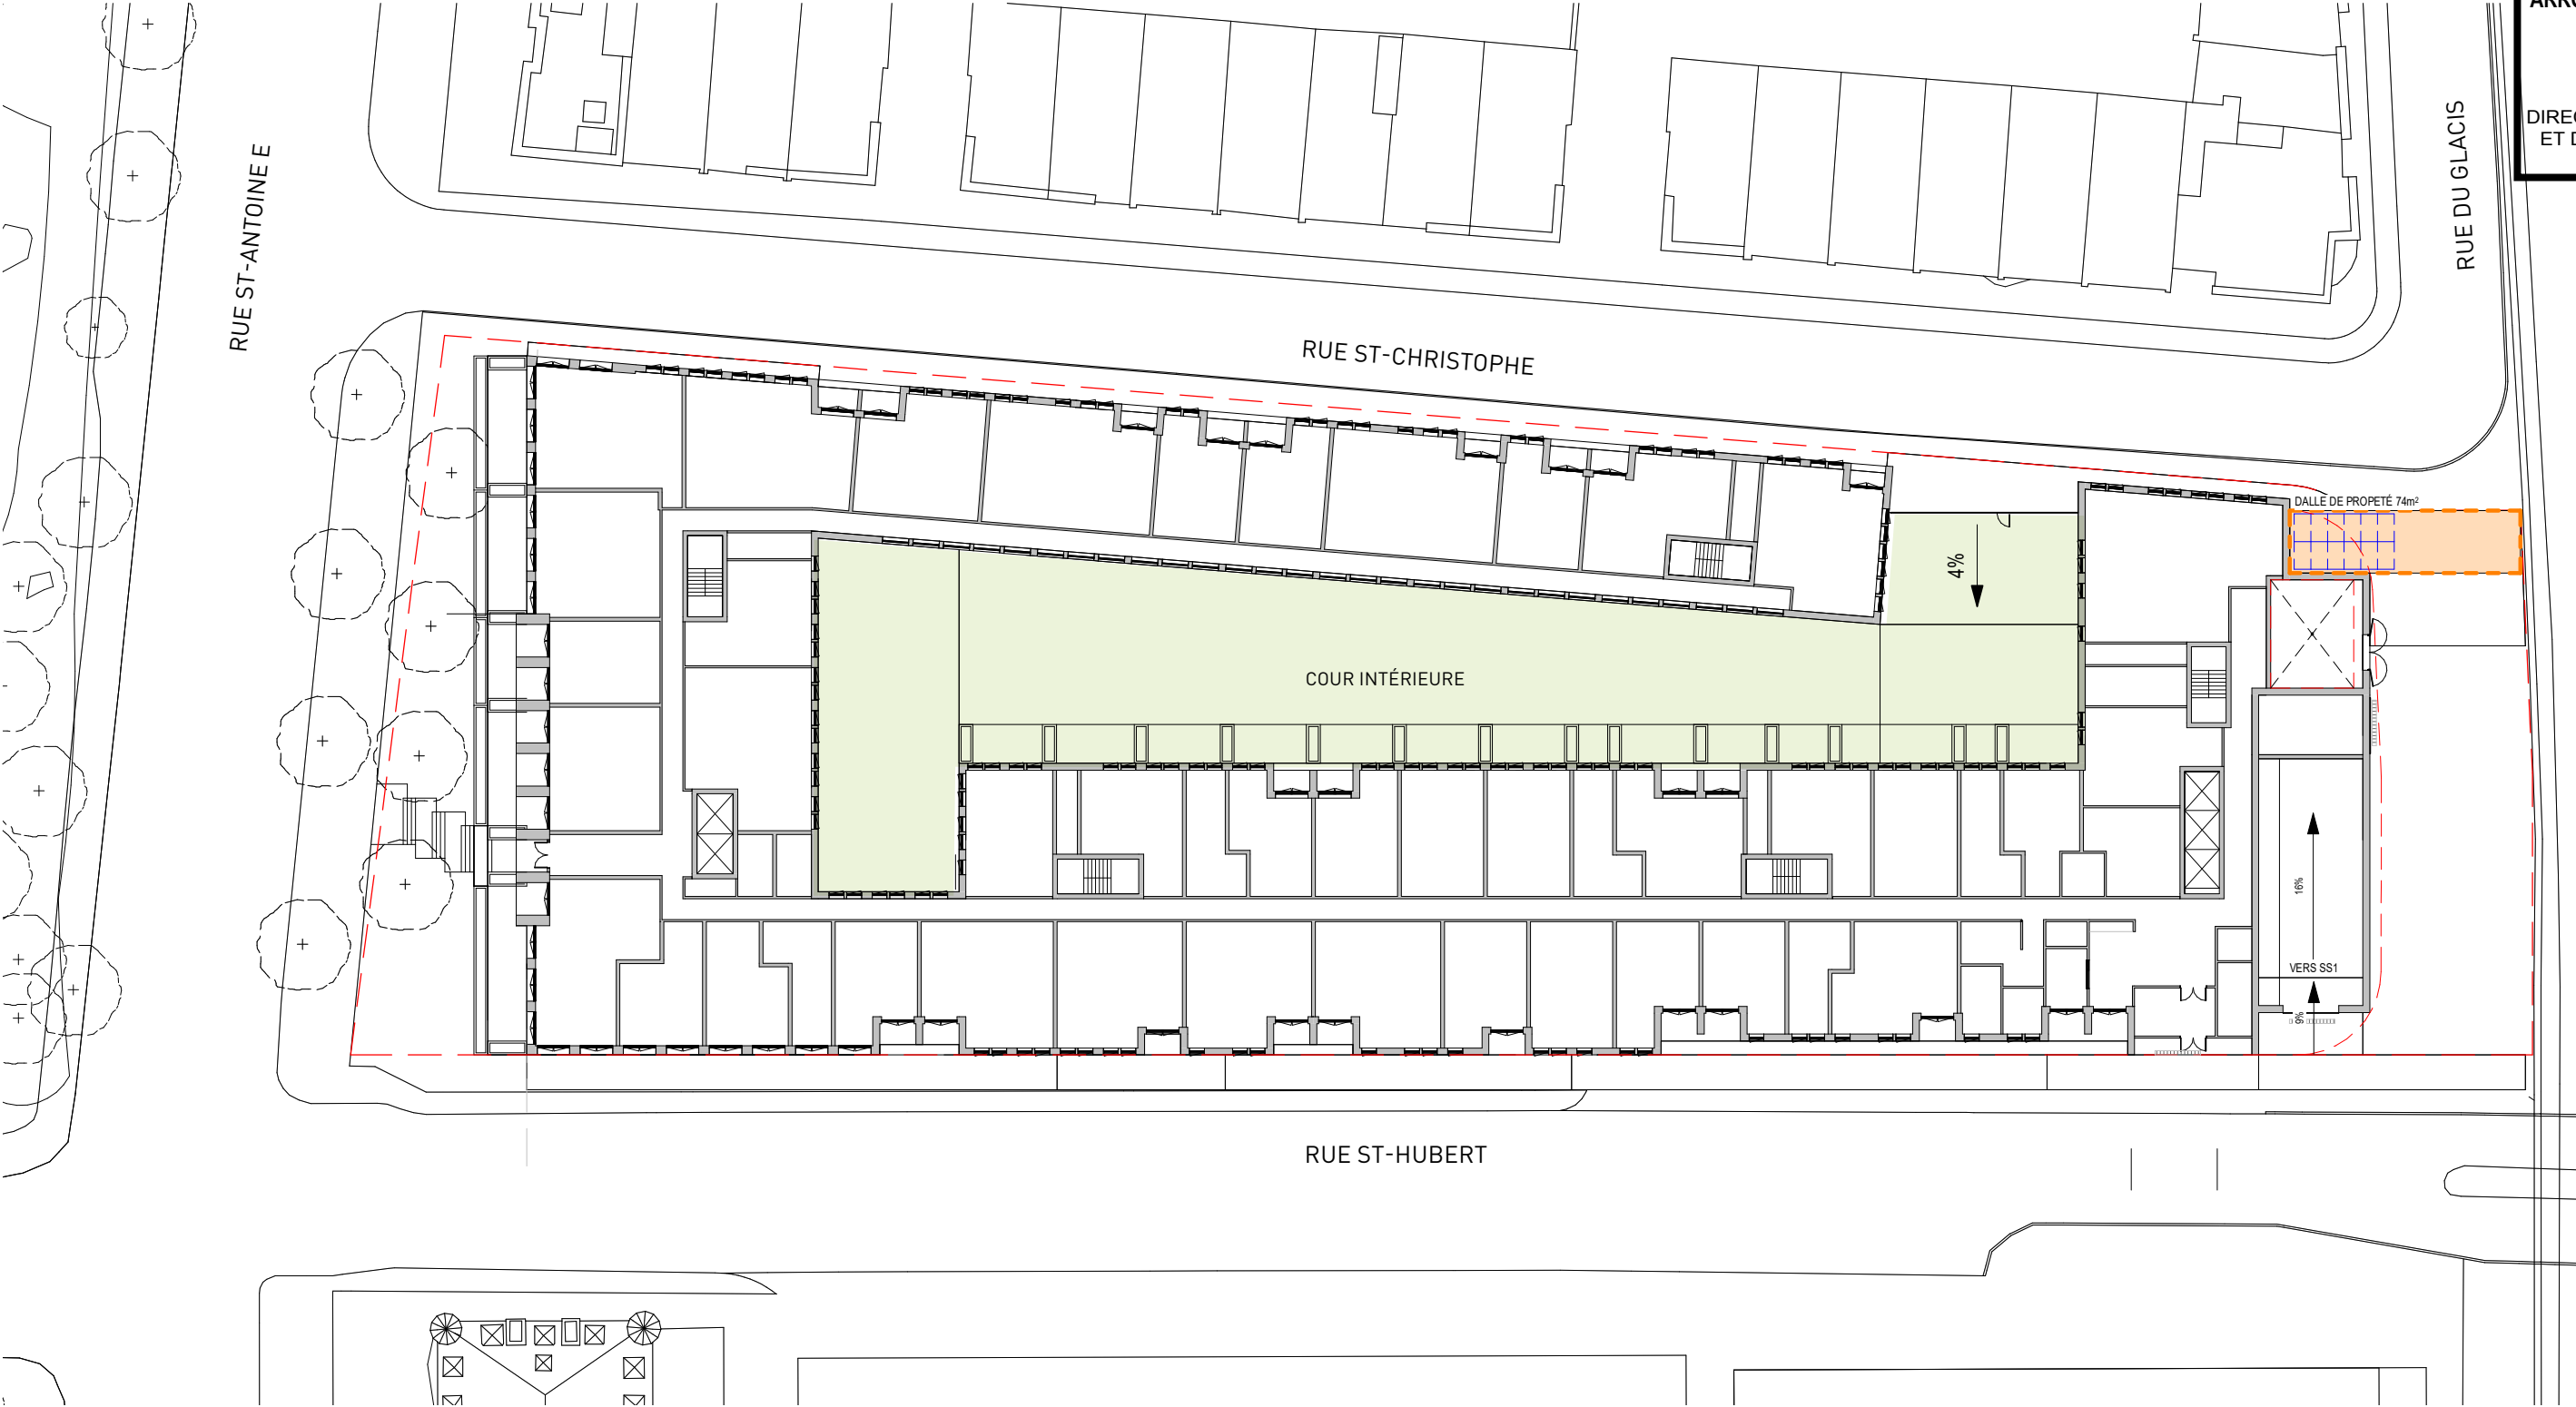 RUE ST-ANTOINE E
RUE DU GLACIS
DIREC
ET D
RUE ST-CHRISTOPHE
DALLE DE PROPETÉ 74m²
4%
COUR INTÉRIEURE
16%
VERS SS1
9%
RUE ST-HUBERT